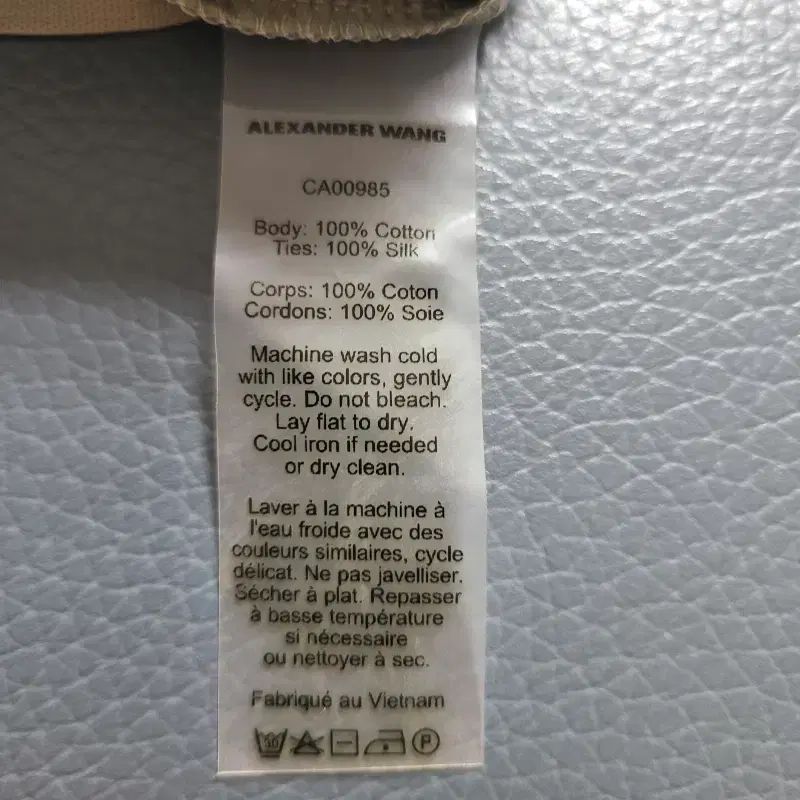 ALEXANDER WANG
CA00985
Body: 100% Cotton
Ties: 100% Silk
Corps: 100% Coton
Cordons: 100% Soie
Machine wash cold
with like colors, gently
cycle. Do not bleach.
Lay flat to dry.
Cool iron if needed
or dry clean.
Laver à la machine à
l'eau froide avec des
couleurs similaires, cycle
délicat. Ne pas javelliser.
Sécher à plat. Repasser
à basse température
si nécessaire
ou nettoyer à sec.
Fabriqué au Vietnam
30 P